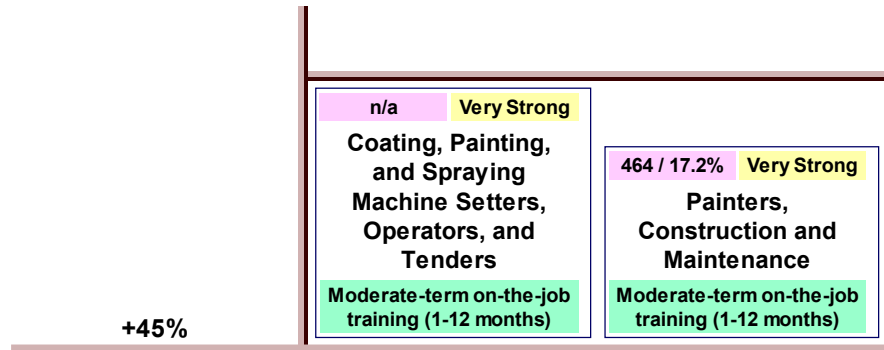 n/a
Very Strong
Coating, Painting,
and Spraying
Machine Setters,
Operators, and
Tenders
Moderate-term on-the-job
training (1-12 months)
464 / 17.2%
Very Strong
Painters,
Construction and
Maintenance
Moderate-term on-the-job
training (1-12 months)
+45%